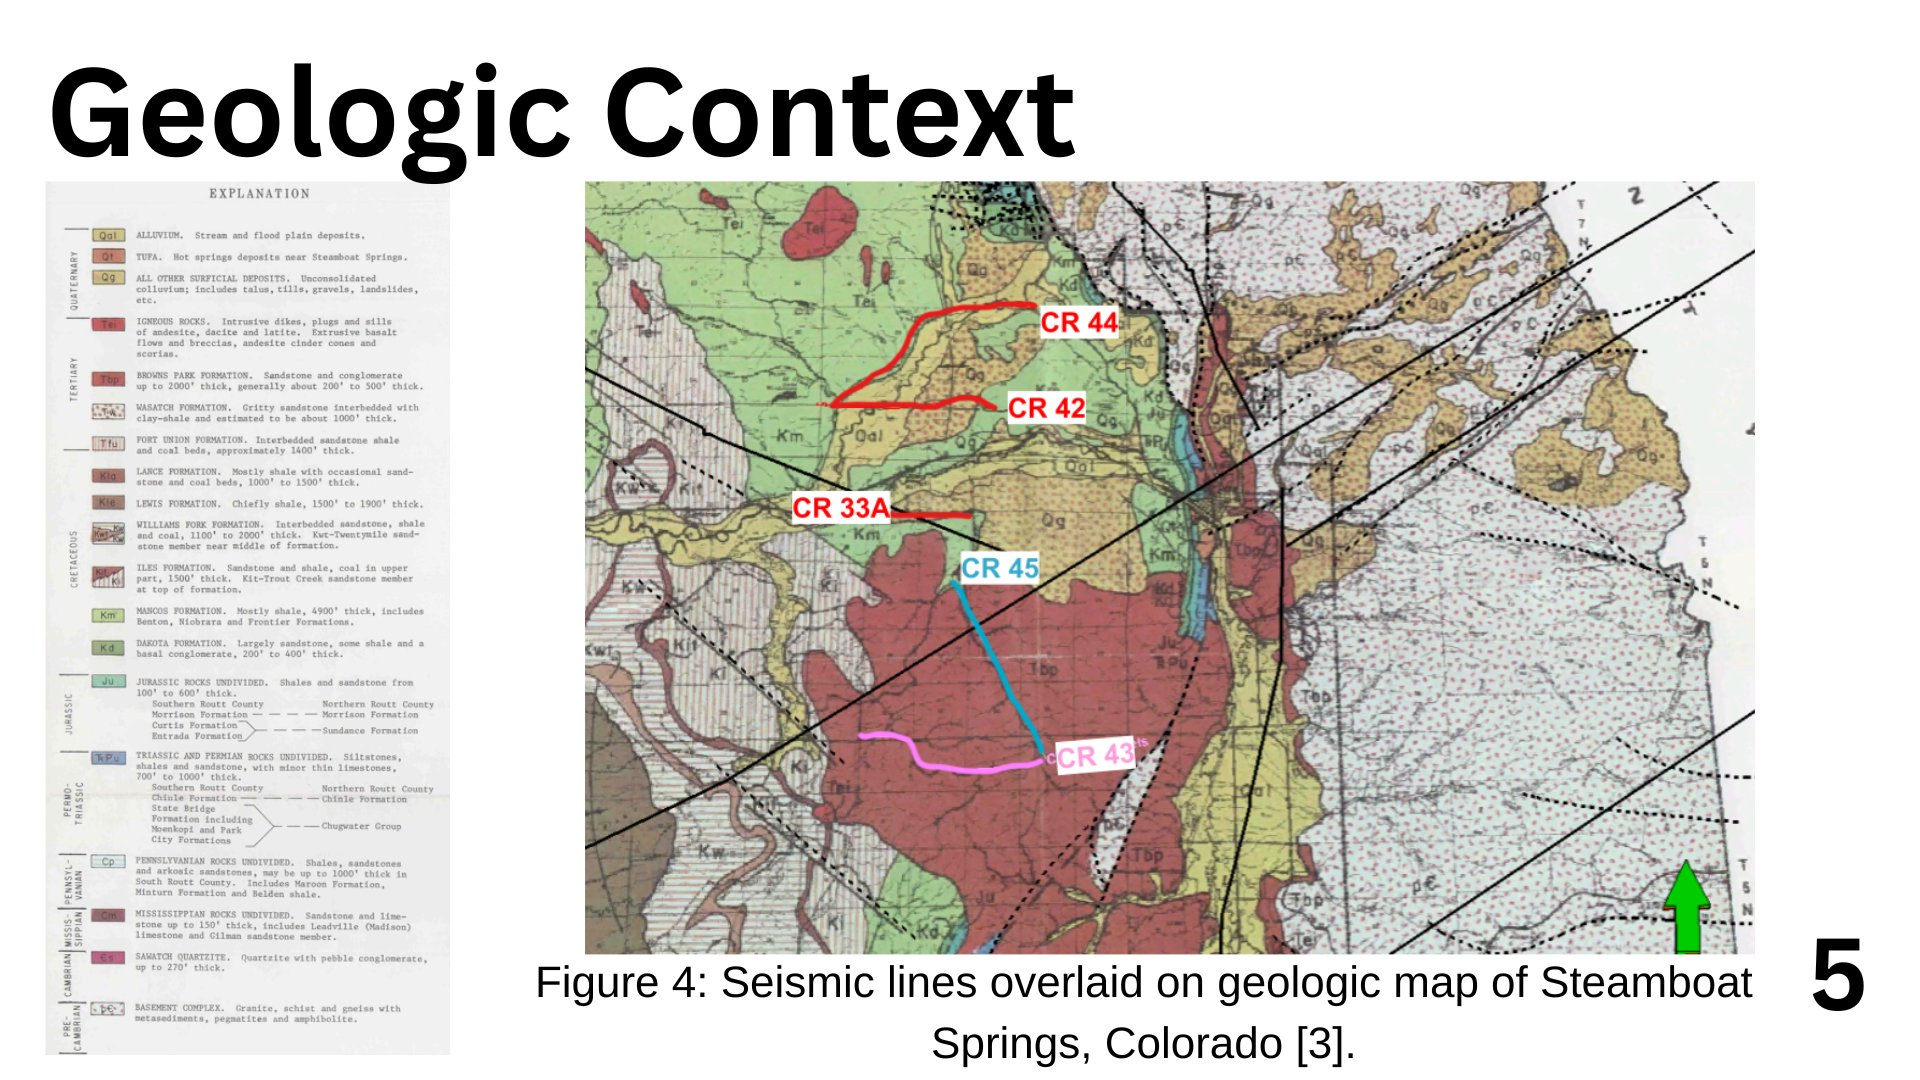 Geologic Context
EXPLANATION
QUATERNARY
Qal ALLUVIUM. Stream and flood plain deposits.
Qt TUFA. Hot springs deposits near Steamboat Springs.
Qg ALL OTHER SURFICIAL DEPOSITS. Unconsolidated
colluvium; includes talus, tills, gravels, landslides,
etc.
TERTIARY
Tei IGNEOUS ROCKS. Intrusive dikes, plugs and sills
of andesite, dacite and latite. Extrusive basalt
flows and breccias, andesite cinder cones and
scorias.
Tbp BROWNS PARK FORMATION. Sandstone and conglomerate
up to 2000' thick, generally about 200' to 500' thick.
WASATCH FORMATION. Gritty sandstone interbedded with
clay-shale and estimated to be about 1000' thick.
Tfu FORT UNION FORMATION. Interbedded sandstone shale
and coal beds, approximately 1400' thick.
CRETACEOUS
Kla LANCE FORMATION. Mostly shale with occasional sand-
stone and coal beds, 1000' to 1500' thick.
Kle LEWIS FORMATION. Chiefly shale, 1500' to 1900' thick.
WILLIAMS FORK FORMATION. Interbedded sandstone, shale
and coal, 1100' to 2000' thick. Kwt-Twentymile sand-
stone member near middle of formation.
ILES FORMATION. Sandstone and shale, coal in upper
part, 1500' thick. Kit-Trout Creek sandstone member
at top of formation.
Km MANCOS FORMATION. Mostly shale, 4900' thick, includes
Benton, Niobrara and Frontier Formations.
Kd DAKOTA FORMATION. Largely sandstone, some shale and a
basal conglomerate, 200' to 400' thick.
JURASSIC
Ju JURASSIC ROCKS UNDIVIDED. Shales and sandstone from
100' to 600' thick.
Southern Routt County Northern Routt County
Morrison Formation Morrison Formation
Curtis Formation
Entrada Formation Sundance Formation
PERMO-
TRIASSIC
TRPu TRIASSIC AND PERMIAN ROCKS UNDIVIDED. Siltstones,
shales and sandstone, with minor thin limestones,
700' to 1000' thick.
Southern Routt County Northern Routt County
Chinle Formation Chinle Formation
State Bridge
Formation including
Moenkopi and Park
City Formations
Chugwater Group
PENNSYL-
VANIAN
Cp PENNSLYVANIAN ROCKS UNDIVIDED. Shales, sandstones
and arkosic sandstones, may be up to 1000' thick in
South Routt County. Includes Maroon Formation,
Minturn Formation and Belden shale.
MISSIS-
SIPPIAN
Cm MISSISSIPPIAN ROCKS UNDIVIDED. Sandstone and lime-
stone up to 150' thick, includes Leadville (Madison)
limestone and Gilman sandstone member.
CAMBRIAN
SAWATCH QUARTZITE. Quartzite with pebble conglomerate,
up to 270' thick.
PRE-
CAMBRIAN
p€ BASEMENT COMPLEX. Granite, schist and gneiss with
metasediments, pegmatites and amphibolite.
CR 44
CR 42
CR 33A
CR 45
CR 43
Tei
Qg
Km
Qal
Kd
Tbp
Ju
Kw
Kit
Ki
p€
T 7 N
T 6 N
T 5 N
Figure 4: Seismic lines overlaid on geologic map of Steamboat
Springs, Colorado [3].
5